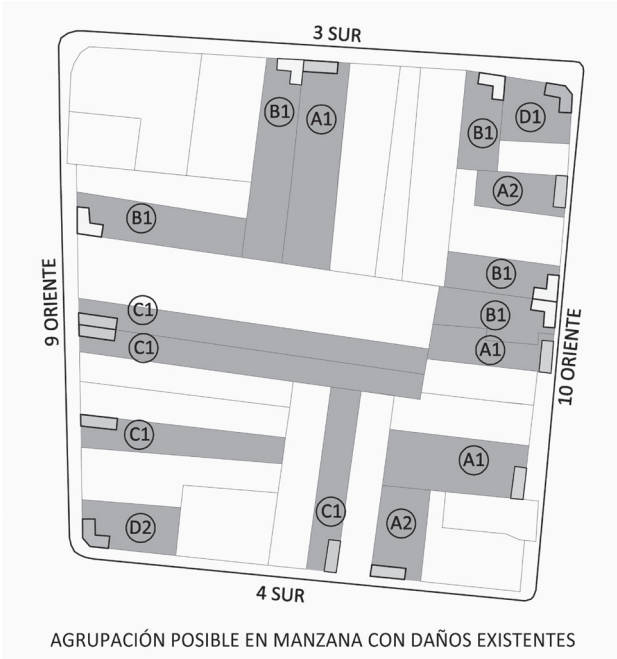 3 SUR
B1
A1
B1
D1
A2
B1
B1
C1
B1
9 ORIENTE
C1
A1
10 ORIENTE
C1
A1
C1
A2
D2
4 SUR
AGRUPACIÓN POSIBLE EN MANZANA CON DAÑOS EXISTENTES